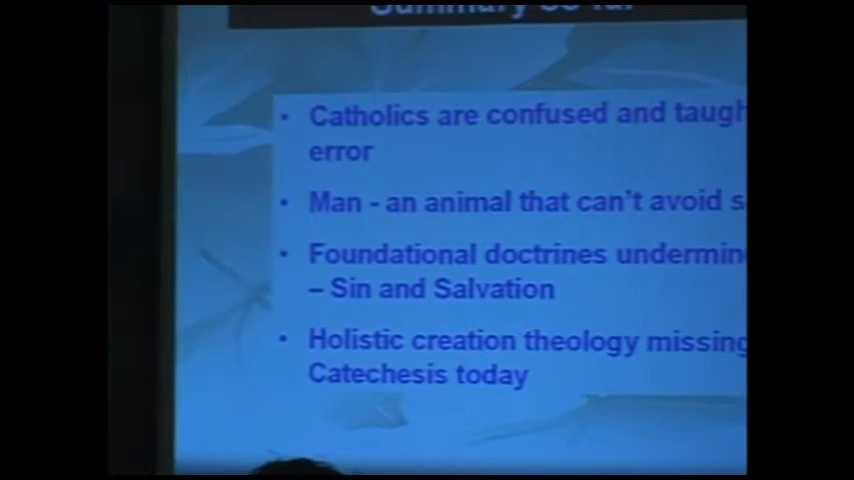 Summary so far
• Catholics are confused and taugh
error
• Man - an animal that can't avoid s
• Foundational doctrines undermin
– Sin and Salvation
• Holistic creation theology missing
Catechesis today